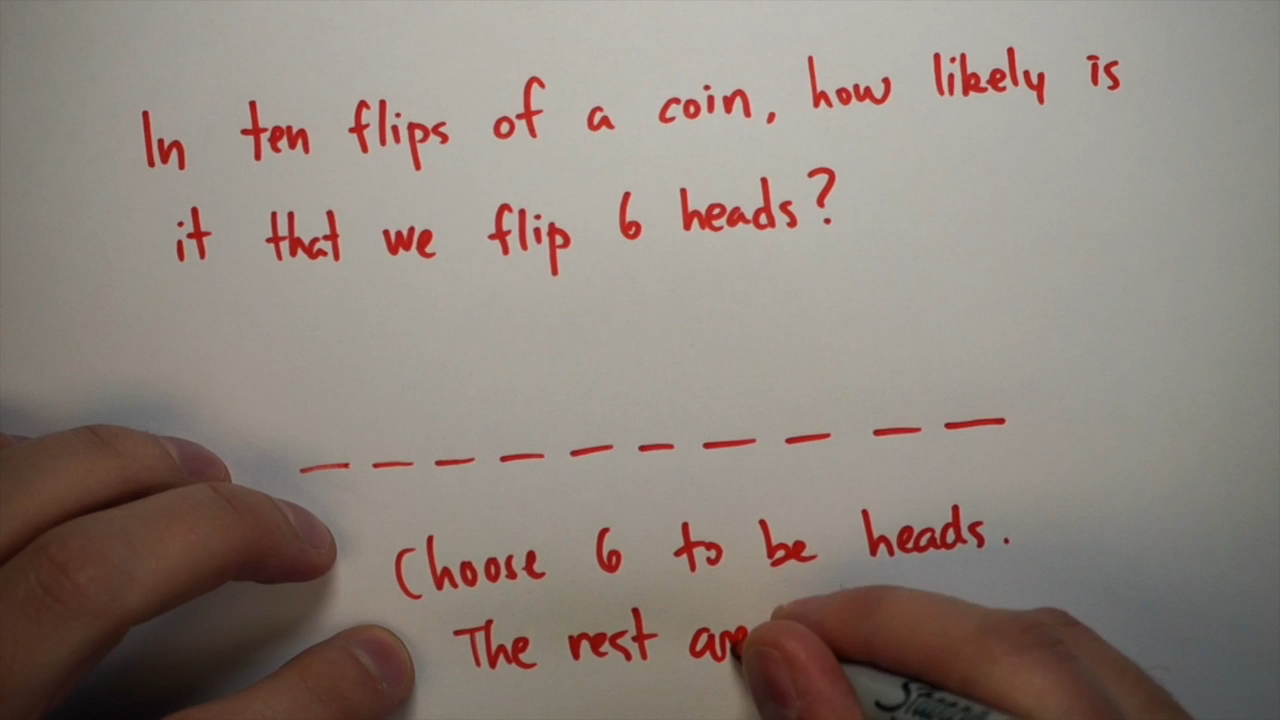 In ten flips of a coin, how likely is
it that we flip 6 heads?
Choose 6 to be heads.
The rest are